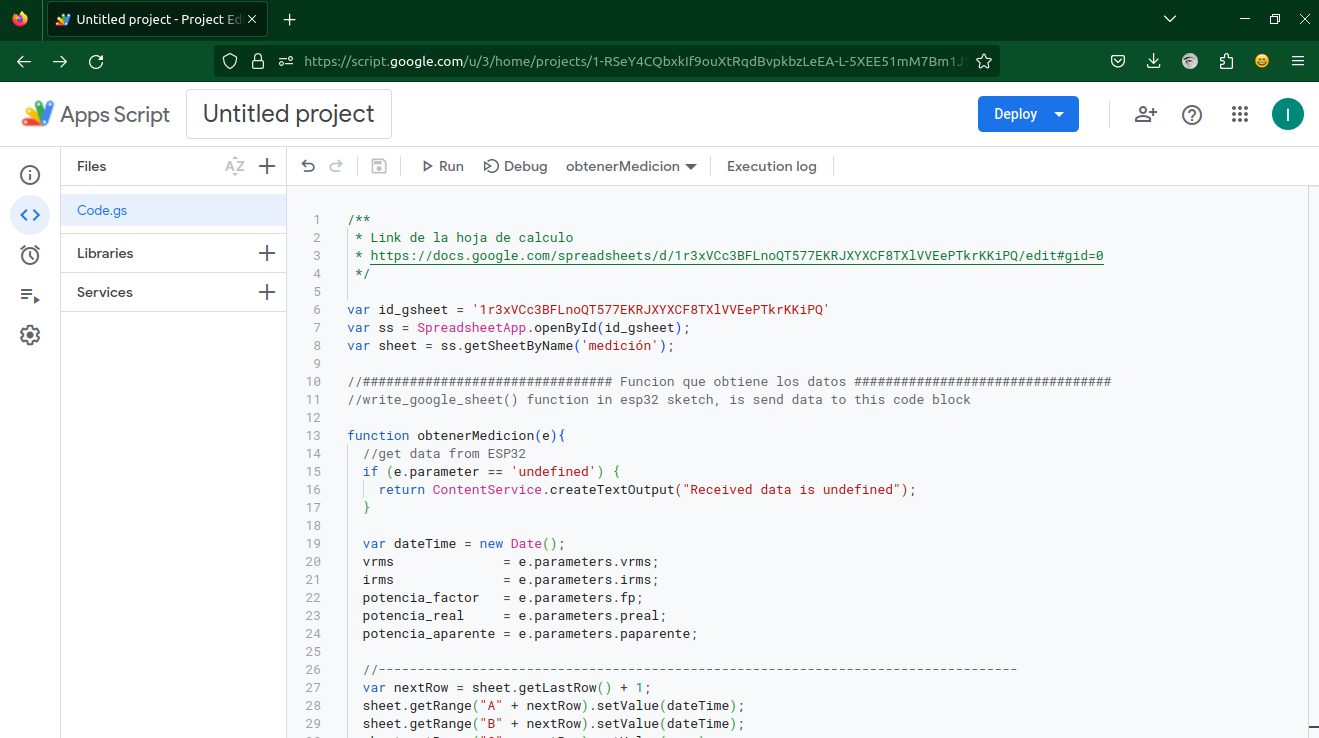 Untitled project - Project Ed
https://script.google.com/u/3/home/projects/1-RSeY4CQbxkIf9ouXtRqdBvpkbzLeEA-L-5XEE51mM7Bm1J
Apps Script
Untitled project
Deploy
I
Files
AZ
Run
Debug
obtenerMedicion
Execution log
Code.gs
Libraries
Services
1 /**
2 * Link de la hoja de calculo
3 * https://docs.google.com/spreadsheets/d/1r3xVCc3BFLnoQT577EKRJXYXCF8TXlVVEePTkrKKiPQ/edit#gid=0
4 */
5
6 var id_gsheet = '1r3xVCc3BFLnoQT577EKRJXYXCF8TXlVVEePTkrKKiPQ'
7 var ss = SpreadsheetApp.openById(id_gsheet);
8 var sheet = ss.getSheetByName('medición');
9
10 //################################ Funcion que obtiene los datos #################################
11 //write_google_sheet() function in esp32 sketch, is send data to this code block
12
13 function obtenerMedicion(e){
14 //get data from ESP32
15 if (e.parameter == 'undefined') {
16 return ContentService.createTextOutput("Received data is undefined");
17 }
18
19 var dateTime = new Date();
20 vrms = e.parameters.vrms;
21 irms = e.parameters.irms;
22 potencia_factor = e.parameters.fp;
23 potencia_real = e.parameters.preal;
24 potencia_aparente = e.parameters.paparente;
25
26 //----------------------------------------------------------------------------------
27 var nextRow = sheet.getLastRow() + 1;
28 sheet.getRange("A" + nextRow).setValue(dateTime);
29 sheet.getRange("B" + nextRow).setValue(dateTime);